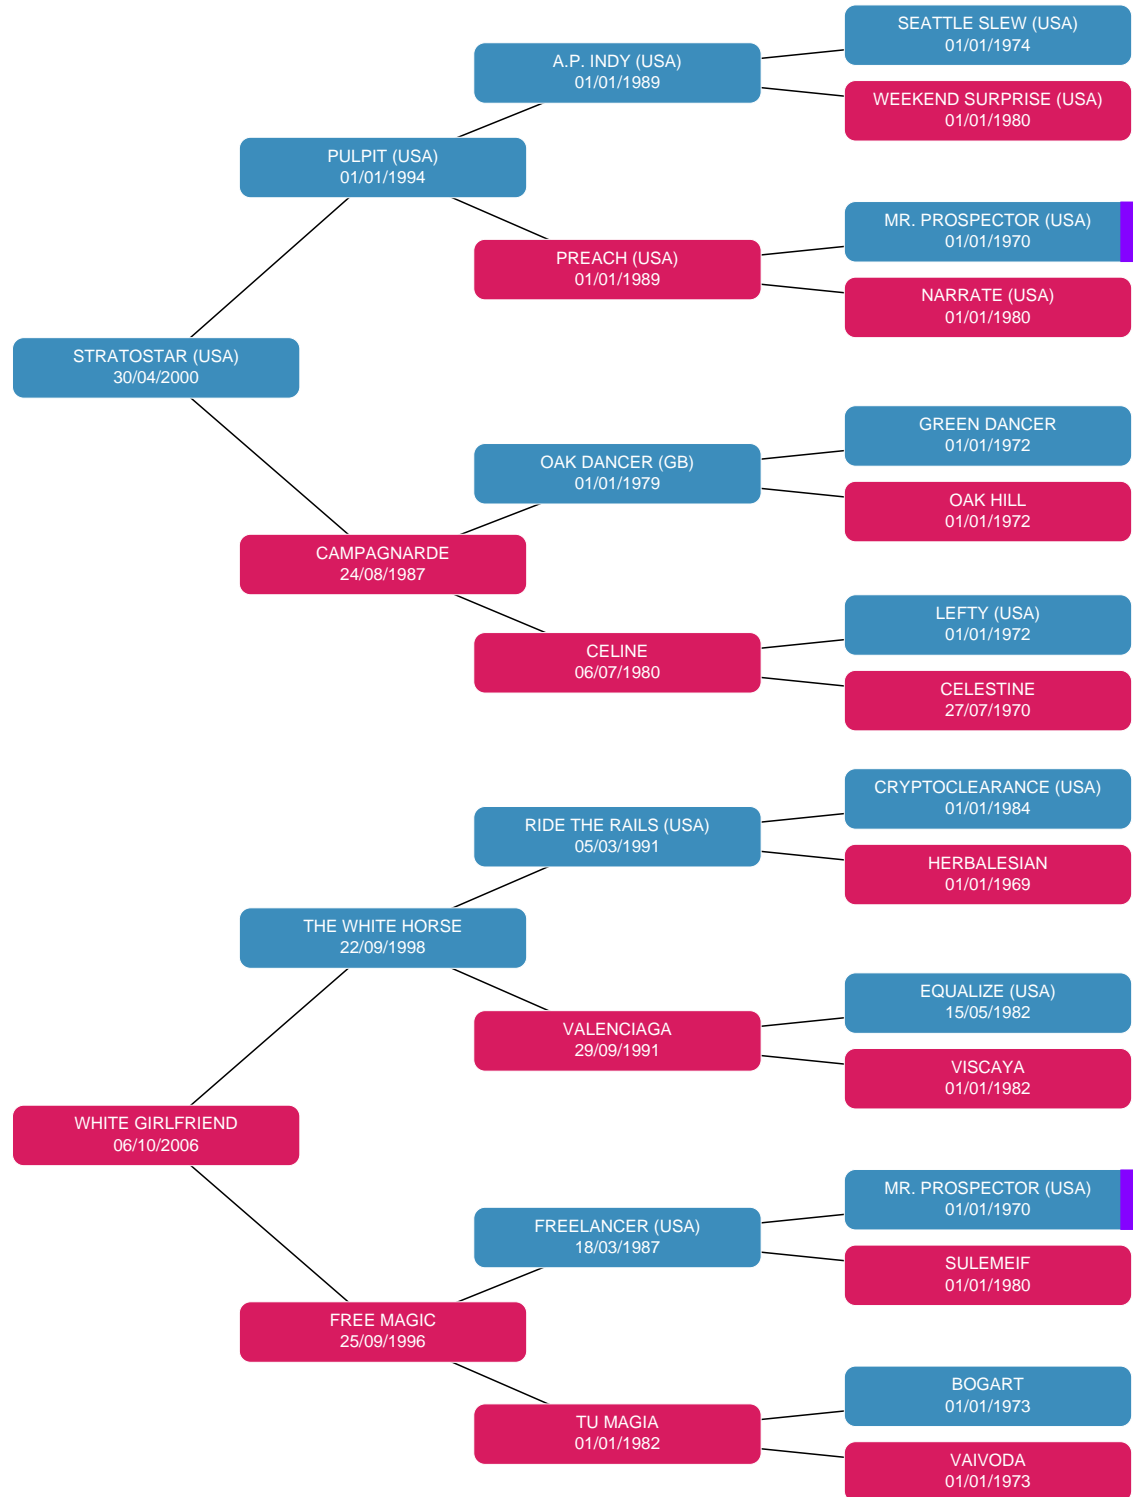 SEATTLE SLEW (USA)
01/01/1974
A.P. INDY (USA)
01/01/1989
WEEKEND SURPRISE (USA)
01/01/1980
PULPIT (USA)
01/01/1994
MR. PROSPECTOR (USA)
01/01/1970
PREACH (USA)
01/01/1989
NARRATE (USA)
01/01/1980
STRATOSTAR (USA)
30/04/2000
GREEN DANCER
01/01/1972
OAK DANCER (GB)
01/01/1979
OAK HILL
01/01/1972
CAMPAGNARDE
24/08/1987
LEFTY (USA)
01/01/1972
CELINE
06/07/1980
CELESTINE
27/07/1970
CRYPTOCLEARANCE (USA)
01/01/1984
RIDE THE RAILS (USA)
05/03/1991
HERBALESIAN
01/01/1969
THE WHITE HORSE
22/09/1998
EQUALIZE (USA)
15/05/1982
VALENCIAGA
29/09/1991
VISCAYA
01/01/1982
WHITE GIRLFRIEND
06/10/2006
MR. PROSPECTOR (USA)
01/01/1970
FREELANCER (USA)
18/03/1987
SULEMEIF
01/01/1980
FREE MAGIC
25/09/1996
BOGART
01/01/1973
TU MAGIA
01/01/1982
VAIVODA
01/01/1973